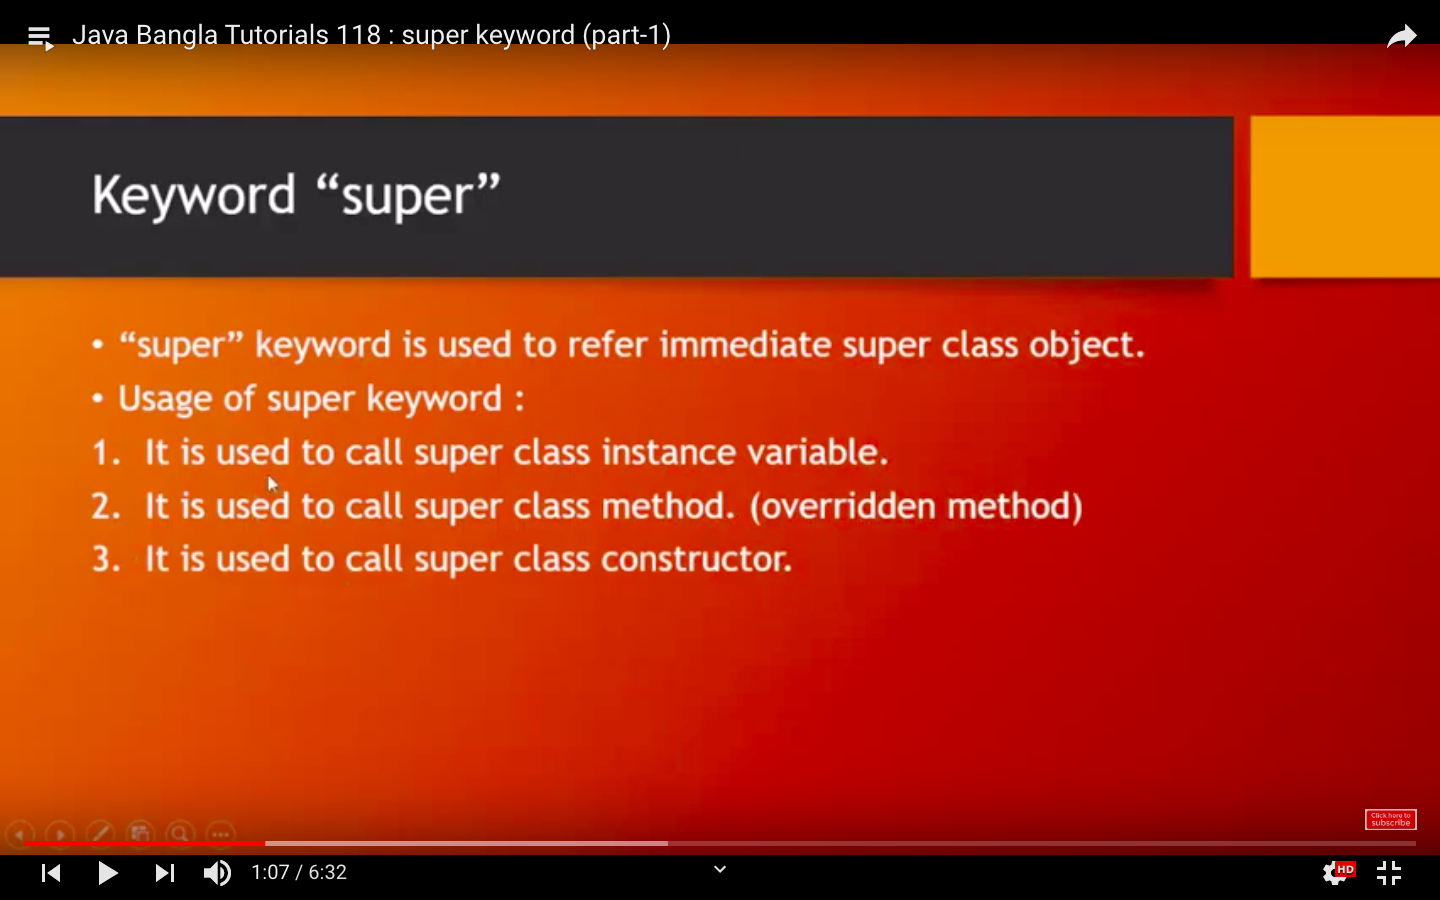 Java Bangla Tutorials 118 : super keyword (part-1)
Keyword “super”
• “super” keyword is used to refer immediate super class object.
• Usage of super keyword :
1. It is used to call super class instance variable.
2. It is used to call super class method. (overridden method)
3. It is used to call super class constructor.
Click here to
subscribe
1:07 / 6:32
HD